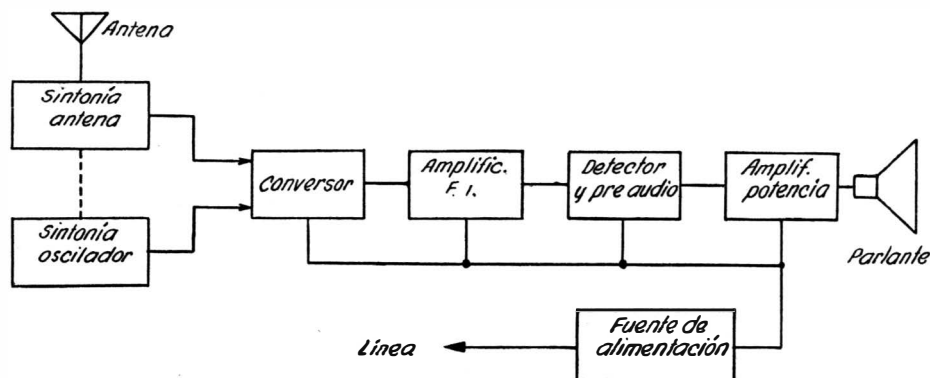 Antena
Sintonía
antena
Sintonía
oscilador
Conversor
Amplific.
F. I.
Detector
y pre audio
Amplif.
potencia
Parlante
Línea
Fuente de
alimentación